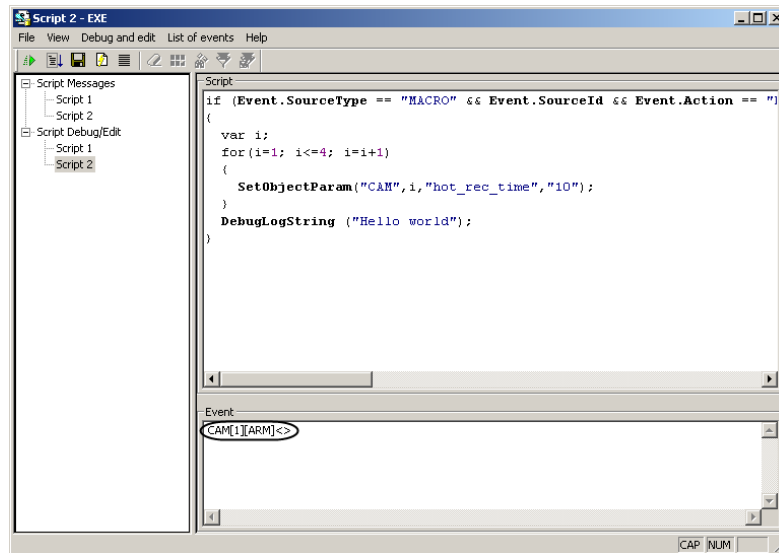 Script 2 - EXE
File View Debug and edit List of events Help
Script Messages
Script 1
Script 2
Script Debug/Edit
Script 1
Script 2
Script
if (Event.SourceType == "MACRO" && Event.SourceId && Event.Action == "
{
var i;
for(i=1; i<=4; i=i+1)
{
SetObjectParam("CAM",i,"hot_rec_time","10");
}
DebugLogString ("Hello world");
}
Event
CAM[1][ARM]<>
CAP NUM